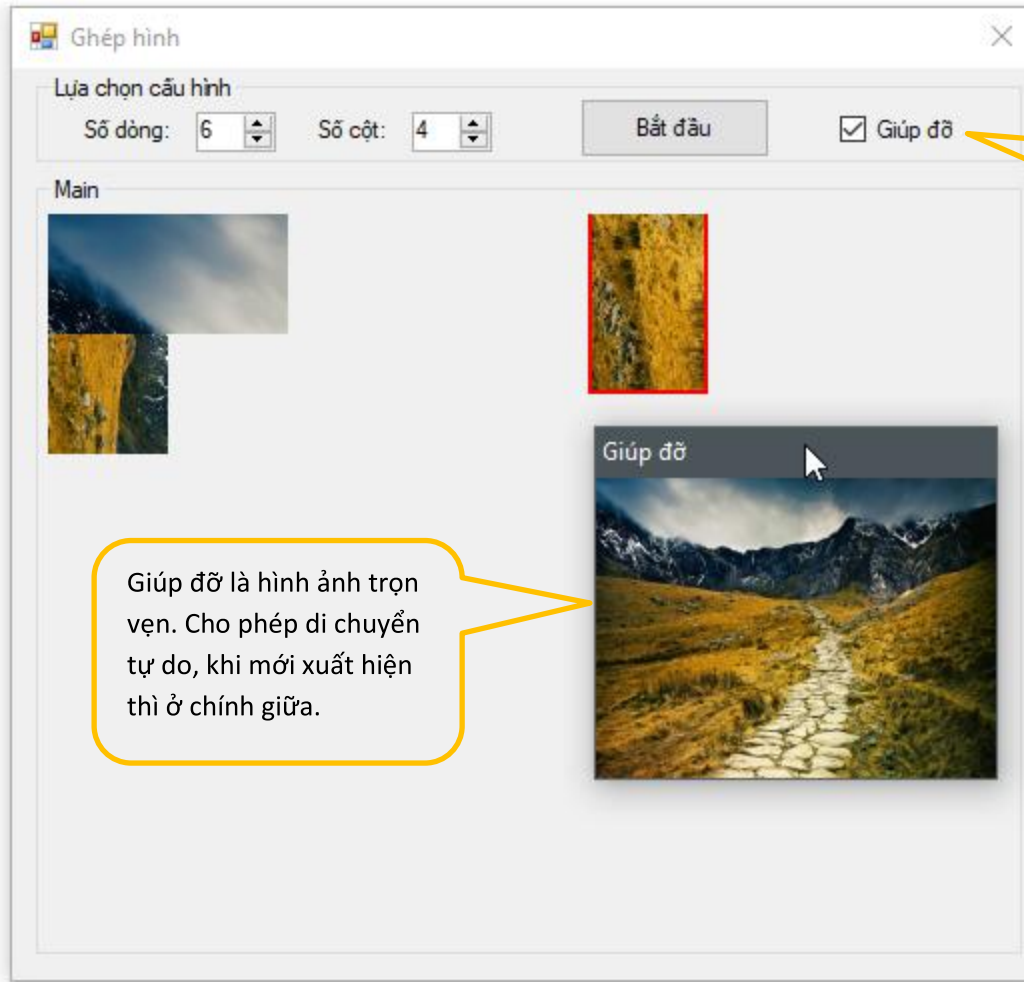 Ghép hình
Lựa chọn cấu hình
Số dòng: 6 Số cột: 4 Bắt đầu Giúp đỡ
Main
Giúp đỡ
Giúp đỡ là hình ảnh trọn
vẹn. Cho phép di chuyển
tự do, khi mới xuất hiện
thì ở chính giữa.